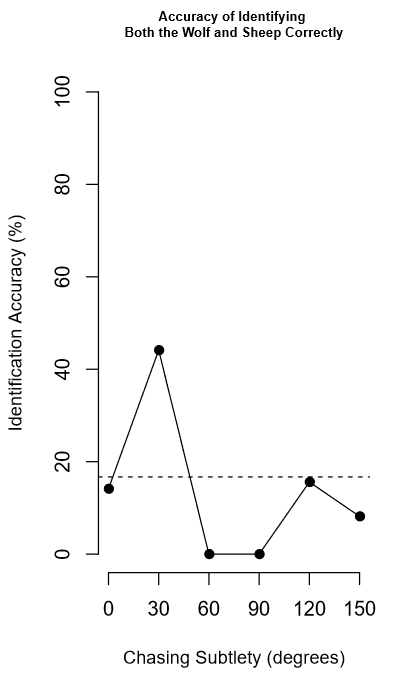 Accuracy of Identifying
Both the Wolf and Sheep Correctly
100
80
60
40
20
0
Identification Accuracy (%)
0 30 60 90 120 150
Chasing Subtlety (degrees)